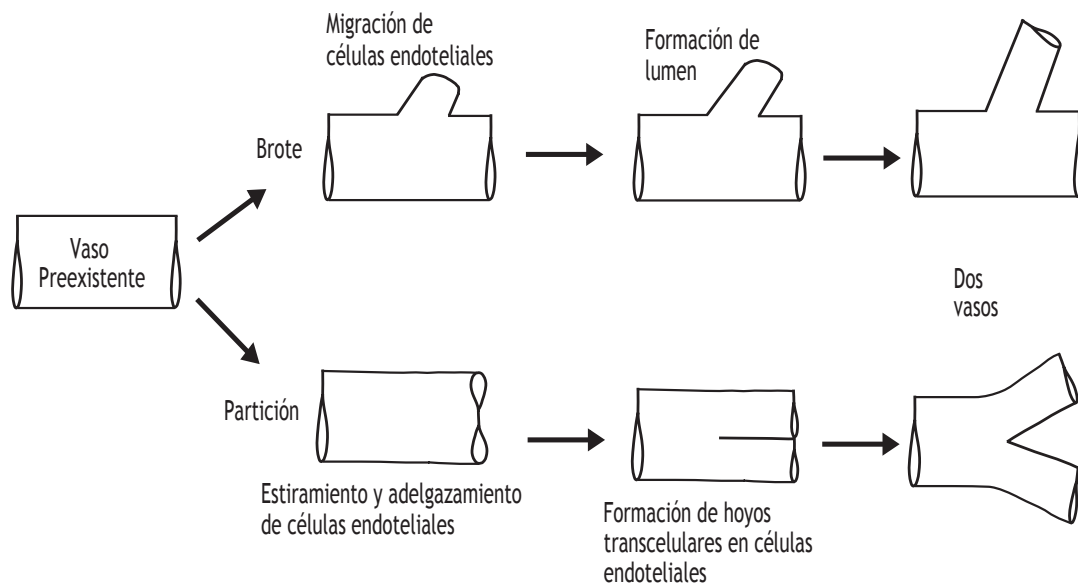 Migración de
células endoteliales
Formación de
lumen
Brote
Vaso
Preexistente
Dos
vasos
Partición
Estiramiento y adelgazamiento
de células endoteliales
Formación de hoyos
transcelulares en células
endoteliales